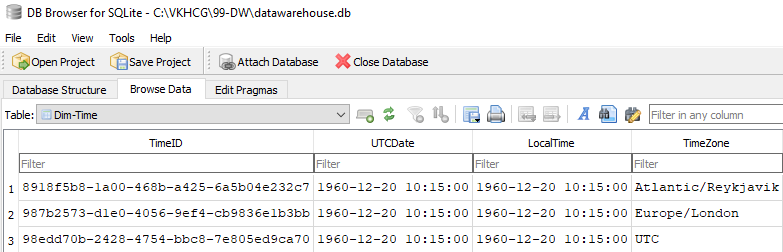 DB Browser for SQLite - C:\VKHCG\99-DW\datawarehouse.db
File Edit View Tools Help
Open Project Save Project Attach Database Close Database
Database Structure Browse Data Edit Pragmas
Table: Dim-Time A Filter in any column
TimeID UTCDate LocalTime TimeZone
Filter Filter Filter Filter
1 8918f5b8-1a00-468b-a425-6a5b04e232c7 1960-12-20 10:15:00 1960-12-20 10:15:00 Atlantic/Reykjavik
2 987b2573-d1e0-4056-9ef4-cb9836e1b3bb 1960-12-20 10:15:00 1960-12-20 10:15:00 Europe/London
3 98edd70b-2428-4754-bbc8-7e805ed9ca70 1960-12-20 10:15:00 1960-12-20 10:15:00 UTC